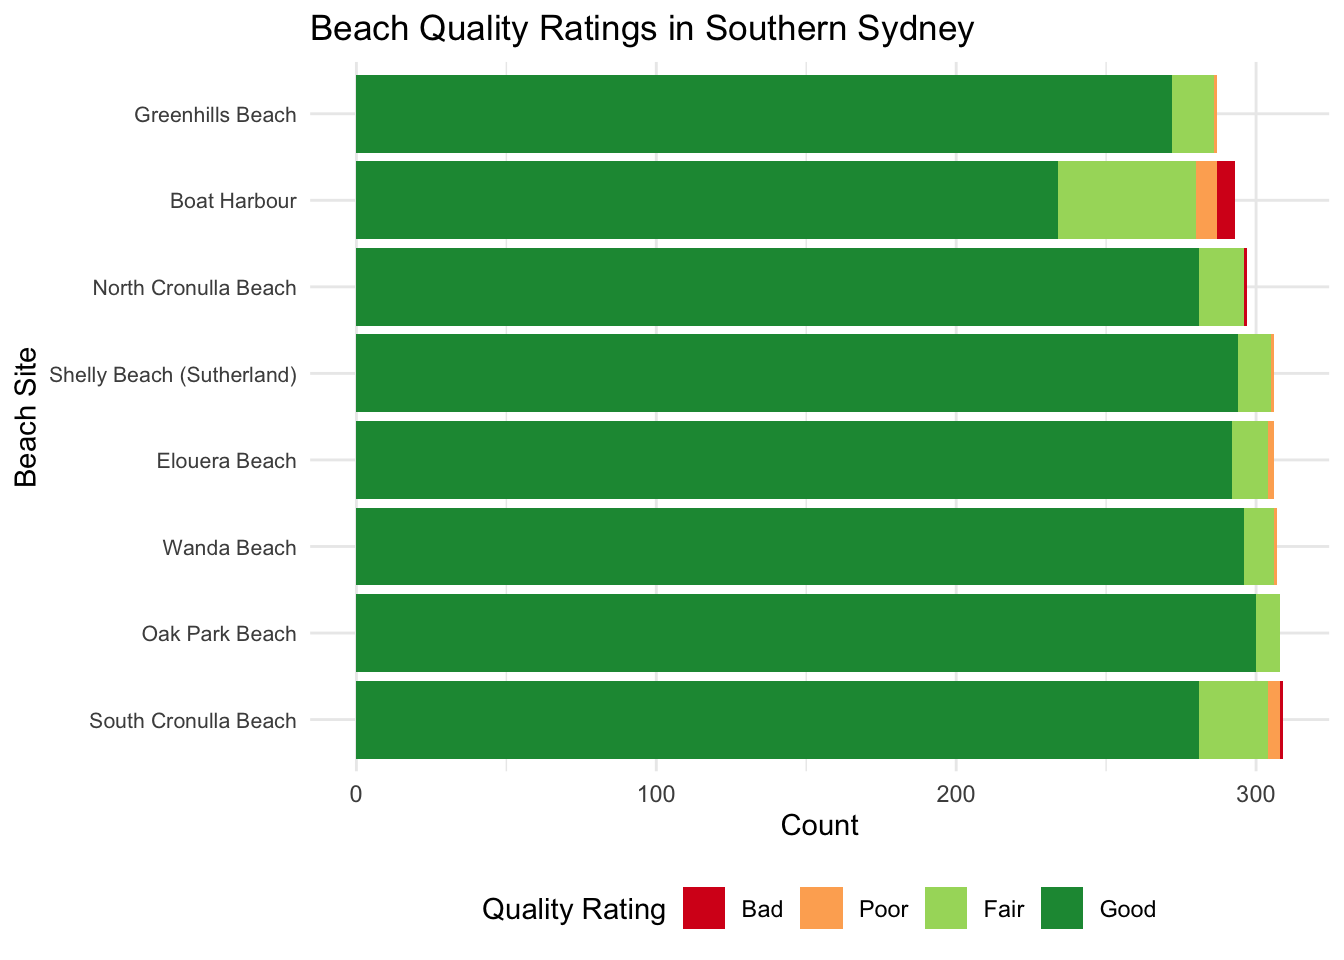 Beach Quality Ratings in Southern Sydney
Beach Site
Greenhills Beach
Boat Harbour
North Cronulla Beach
Shelly Beach (Sutherland)
Elouera Beach
Wanda Beach
Oak Park Beach
South Cronulla Beach
0 100 200 300
Count
Quality Rating Bad Poor Fair Good